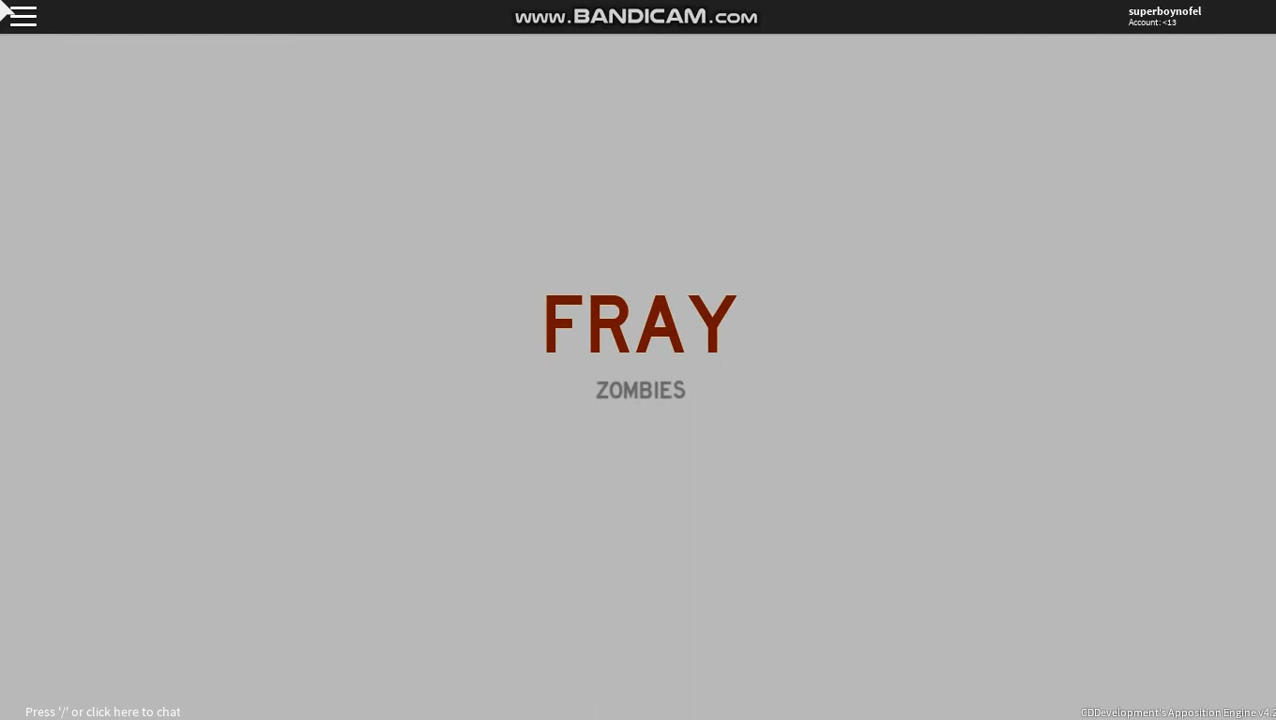 www.BANDICAM.com
superboynofel
Account: <13
FRAY
ZOMBIES
Press '/' or click here to chat
CDDevelopment's Apposition Engine